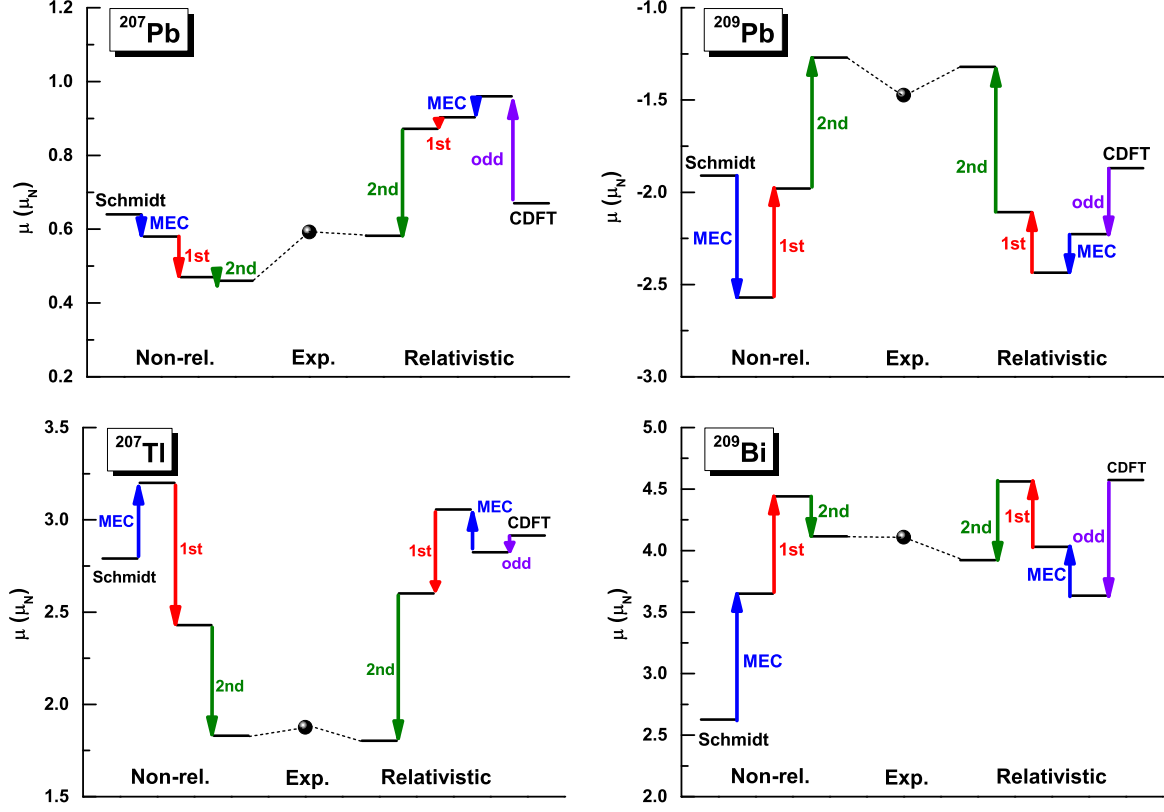 ²⁰⁷Pb
1.2
1.0
0.8
0.6
0.4
0.2
μ (μ_N)
Schmidt
MEC
1st
2nd
2nd
1st
MEC
odd
CDFT
Non-rel.
Exp.
Relativistic
²⁰⁹Pb
-1.0
-1.5
-2.0
-2.5
-3.0
μ (μ_N)
Schmidt
MEC
1st
2nd
2nd
1st
MEC
odd
CDFT
Non-rel.
Exp.
Relativistic
²⁰⁷Tl
3.5
3.0
2.5
2.0
1.5
μ (μ_N)
Schmidt
MEC
1st
2nd
2nd
1st
MEC
odd
CDFT
Non-rel.
Exp.
Relativistic
²⁰⁹Bi
5.0
4.5
4.0
3.5
3.0
2.5
2.0
μ (μ_N)
Schmidt
MEC
1st
2nd
2nd
1st
MEC
odd
CDFT
Non-rel.
Exp.
Relativistic